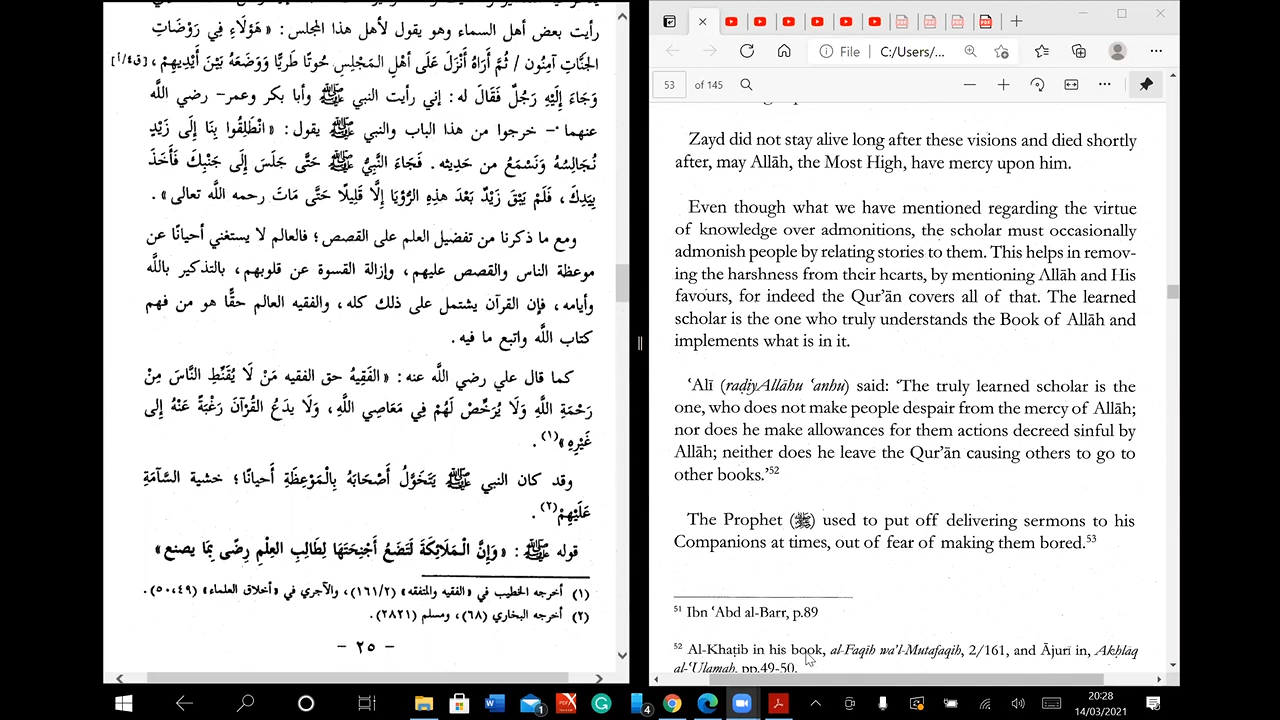 رأيت بعض أهل السماء وهو يقول لأهل هذا المجلس: «هَؤُلَاءِ فِي رَوْضَاتِ
الجَنَّاتِ آمِنُون / ثُمَّ أَرَاهُ أَنْزَلَ عَلَى أَهْلِ المَجْلِسِ حُوتًا طَرِيًّا وَوَضَعَهُ بَيْنَ أَيْدِيهِمْ، [ق٤/أ]
وَجَاءَ إِلَيْهِ رَجُلٌ فَقَالَ له: إني رأيت النبي ﷺ وأبا بكر وعمر- رضي اللَّه
عنهما - خرجوا من هذا الباب والنبي ﷺ يقول: «انْطَلِقُوا بِنَا إِلَى زَيْدٍ
نُجَالِسُهُ وَنَسْمَعُ من حَدِيثِه. فَجَاءَ النَّبِيُّ ﷺ حَتَّى جَلَسَ إِلَى جَنْبِكَ فَأَخَذَ
بِيَدِكَ، فَلَمْ يَبْقَ زَيْدٌ بَعْدَ هذِهِ الرُّؤيَا إِلَّا قَلِيلًا حَتَّى مَاتَ رحمه اللَّه تعالى».
ومع ما ذكرنا من تفضيل العلم على القصص؛ فالعالم لا يستغني أحيانًا عن
موعظة الناس والقصص عليهم، وإزالة القسوة عن قلوبهم، بالتذكير باللَّه
وأيامه، فإن القرآن يشتمل على ذلك كله، والفقيه العالم حقًّا هو من فهم
كتاب اللَّه واتبع ما فيه.
كما قال علي رضي اللَّه عنه: «الفَقِيهُ حق الفقيه مَنْ لَا يُقَنِّطِ النَّاسَ مِنْ
رَحْمَةِ اللَّهِ وَلَا يُرَخِّصْ لَهُمْ فِي مَعَاصِي اللَّهِ، وَلَا يدَعُ القُرْآنَ رَغْبَةً عَنْهُ إِلى
غَيْرِهِ»(١).
وقد كان النبي ﷺ يَتَخَوَّلُ أَصْحَابَهُ بِالْمَوْعِظَةِ أَحيانًا؛ خشية السَّآمَةِ
عَلَيْهِمْ(٢).
قوله ﷺ: «وَإِنَّ الْمَلَائِكَةَ لَتَضَعُ أَجْنِحَتَهَا لِطَالِبِ العِلْمِ رِضًى بِمَا يصنع»
(١) أخرجه الخطيب في «الفقيه والمتفقه» (١٦١/٢)، والآجري في «أخلاق العلماء» (٤٩،٥٠).
(٢) أخرجه البخاري (٦٨)، ومسلم (٢٨٢١).
- ٢٥ -
File
C:/Users/...
53 of 145
Zayd did not stay alive long after these visions and died shortly
after, may Allāh, the Most High, have mercy upon him.
Even though what we have mentioned regarding the virtue
of knowledge over admonitions, the scholar must occasionally
admonish people by relating stories to them. This helps in remov-
ing the harshness from their hearts, by mentioning Allāh and His
favours, for indeed the Qur'ān covers all of that. The learned
scholar is the one who truly understands the Book of Allāh and
implements what is in it.
ʿAlī (raḍiyAllāhu ʿanhu) said: 'The truly learned scholar is the
one, who does not make people despair from the mercy of Allāh;
nor does he make allowances for them actions decreed sinful by
Allāh; neither does he leave the Qur'ān causing others to go to
other books.'52
The Prophet (ﷺ) used to put off delivering sermons to his
Companions at times, out of fear of making them bored.53
51 Ibn ʿAbd al-Barr, p.89
52 Al-Khaṭīb in his book, al-Faqīh wa'l-Mutafaqih, 2/161, and Ājurī in, Akhlāq
al-ʿUlamah, pp.49-50.
20:28
14/03/2021